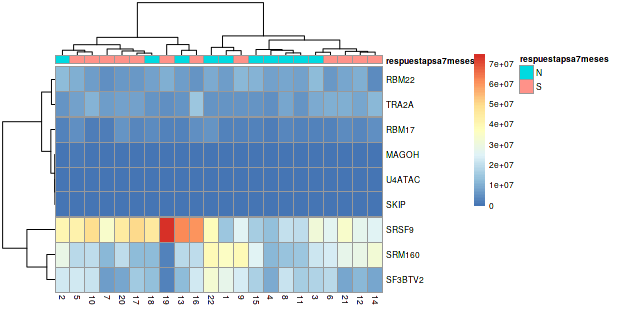 respuestapsa7meses
RBM22
TRA2A
RBM17
MAGOH
U4ATAC
SKIP
SRSF9
SRM160
SF3BTV2
2 5 10 7 20 17 18 19 13 16 22 1 9 15 4 8 11 3 6 21 12 14
7e+07
6e+07
5e+07
4e+07
3e+07
2e+07
1e+07
0
respuestapsa7meses
N
S